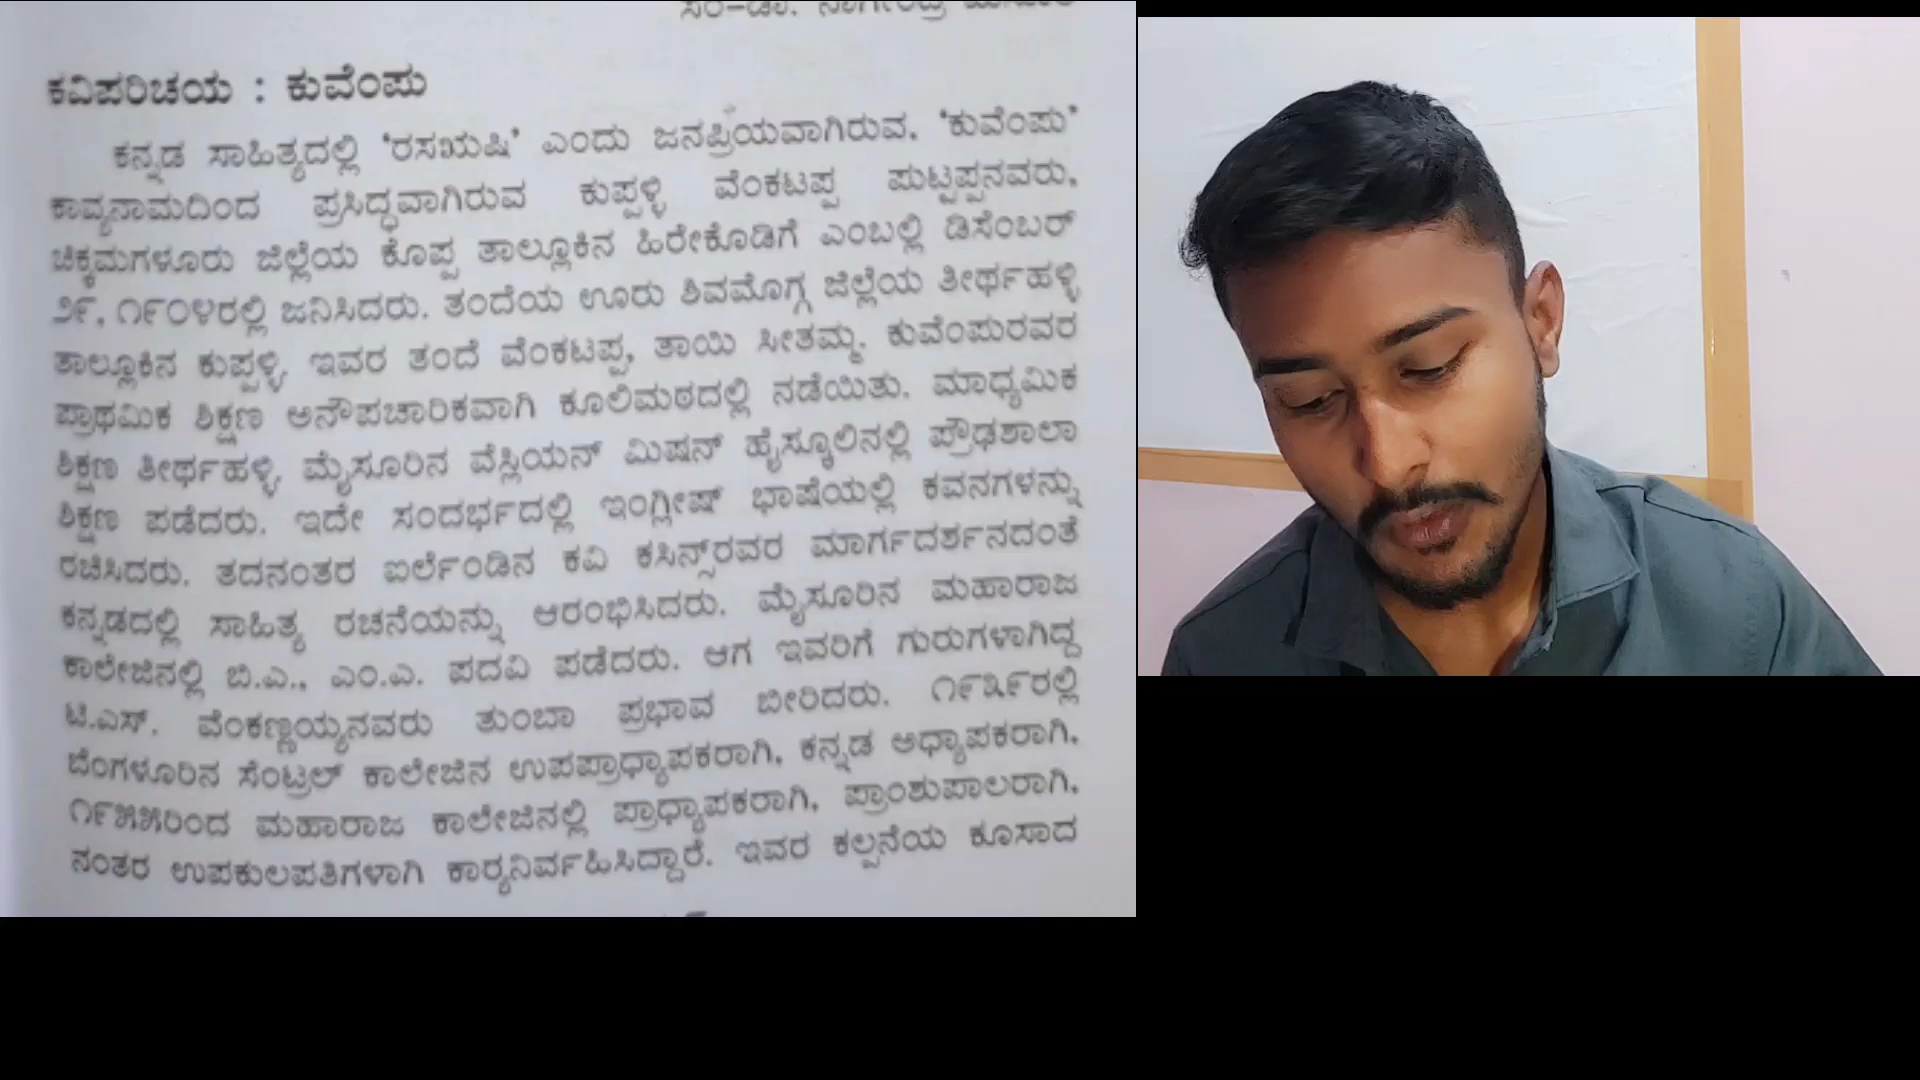 ಸಂ-ಡಾ. ನಾಗೇಂದ್ರ
ಕವಿಪರಿಚಯ : ಕುವೆಂಪು
ಕನ್ನಡ ಸಾಹಿತ್ಯದಲ್ಲಿ 'ರಸಋಷಿ' ಎಂದು ಜನಪ್ರಿಯವಾಗಿರುವ, 'ಕುವೆಂಪು'
ಕಾವ್ಯನಾಮದಿಂದ ಪ್ರಸಿದ್ಧವಾಗಿರುವ ಕುಪ್ಪಳ್ಳಿ ವೆಂಕಟಪ್ಪ ಪುಟ್ಟಪ್ಪನವರು,
ಚಿಕ್ಕಮಗಳೂರು ಜಿಲ್ಲೆಯ ಕೊಪ್ಪ ತಾಲ್ಲೂಕಿನ ಹಿರೇಕೊಡಿಗೆ ಎಂಬಲ್ಲಿ ಡಿಸೆಂಬರ್
೨೯, ೧೯೦೪ರಲ್ಲಿ ಜನಿಸಿದರು. ತಂದೆಯ ಊರು ಶಿವಮೊಗ್ಗ ಜಿಲ್ಲೆಯ ತೀರ್ಥಹಳ್ಳಿ
ತಾಲ್ಲೂಕಿನ ಕುಪ್ಪಳ್ಳಿ. ಇವರ ತಂದೆ ವೆಂಕಟಪ್ಪ, ತಾಯಿ ಸೀತಮ್ಮ. ಕುವೆಂಪುರವರ
ಪ್ರಾಥಮಿಕ ಶಿಕ್ಷಣ ಅನೌಪಚಾರಿಕವಾಗಿ ಕೂಲಿಮಠದಲ್ಲಿ ನಡೆಯಿತು. ಮಾಧ್ಯಮಿಕ
ಶಿಕ್ಷಣ ತೀರ್ಥಹಳ್ಳಿ, ಮೈಸೂರಿನ ವೆಸ್ಲಿಯನ್ ಮಿಷನ್ ಹೈಸ್ಕೂಲಿನಲ್ಲಿ ಪ್ರೌಢಶಾಲಾ
ಶಿಕ್ಷಣ ಪಡೆದರು. ಇದೇ ಸಂದರ್ಭದಲ್ಲಿ ಇಂಗ್ಲೀಷ್ ಭಾಷೆಯಲ್ಲಿ ಕವನಗಳನ್ನು
ರಚಿಸಿದರು. ತದನಂತರ ಐರ್ಲೆಂಡಿನ ಕವಿ ಕಸಿನ್ಸ್‌ರವರ ಮಾರ್ಗದರ್ಶನದಂತೆ
ಕನ್ನಡದಲ್ಲಿ ಸಾಹಿತ್ಯ ರಚನೆಯನ್ನು ಆರಂಭಿಸಿದರು. ಮೈಸೂರಿನ ಮಹಾರಾಜ
ಕಾಲೇಜಿನಲ್ಲಿ ಬಿ.ಎ., ಎಂ.ಎ. ಪದವಿ ಪಡೆದರು. ಆಗ ಇವರಿಗೆ ಗುರುಗಳಾಗಿದ್ದ
ಟಿ.ಎಸ್. ವೆಂಕಣ್ಣಯ್ಯನವರು ತುಂಬಾ ಪ್ರಭಾವ ಬೀರಿದರು. ೧೯೩೯ರಲ್ಲಿ
ಬೆಂಗಳೂರಿನ ಸೆಂಟ್ರಲ್ ಕಾಲೇಜಿನ ಉಪಪ್ರಾಧ್ಯಾಪಕರಾಗಿ, ಕನ್ನಡ ಅಧ್ಯಾಪಕರಾಗಿ,
೧೯೫೫ರಿಂದ ಮಹಾರಾಜ ಕಾಲೇಜಿನಲ್ಲಿ ಪ್ರಾಧ್ಯಾಪಕರಾಗಿ, ಪ್ರಾಂಶುಪಾಲರಾಗಿ,
ನಂತರ ಉಪಕುಲಪತಿಗಳಾಗಿ ಕಾರ್‍ಯನಿರ್ವಹಿಸಿದ್ದಾರೆ. ಇವರ ಕಲ್ಪನೆಯ ಕೂಸಾದ